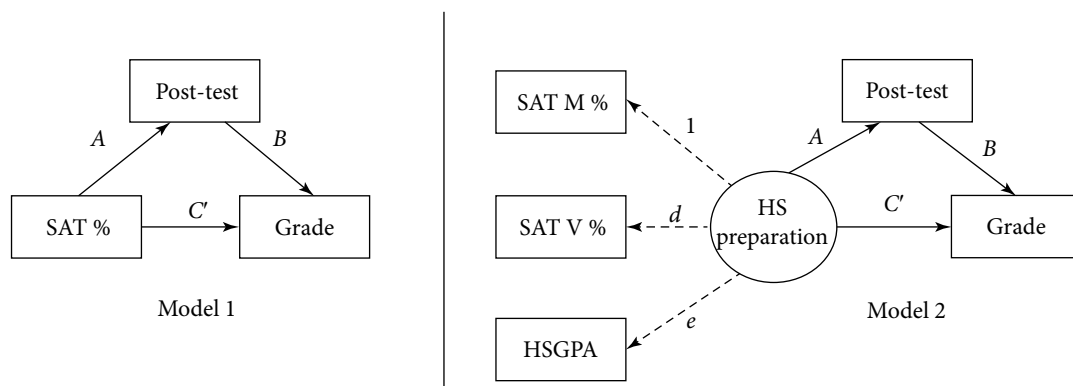 Post-test
A
B
SAT %
C′
Grade
Model 1
SAT M %
1
Post-test
A
B
SAT V %
d
HS
preparation
C′
Grade
e
HSGPA
Model 2